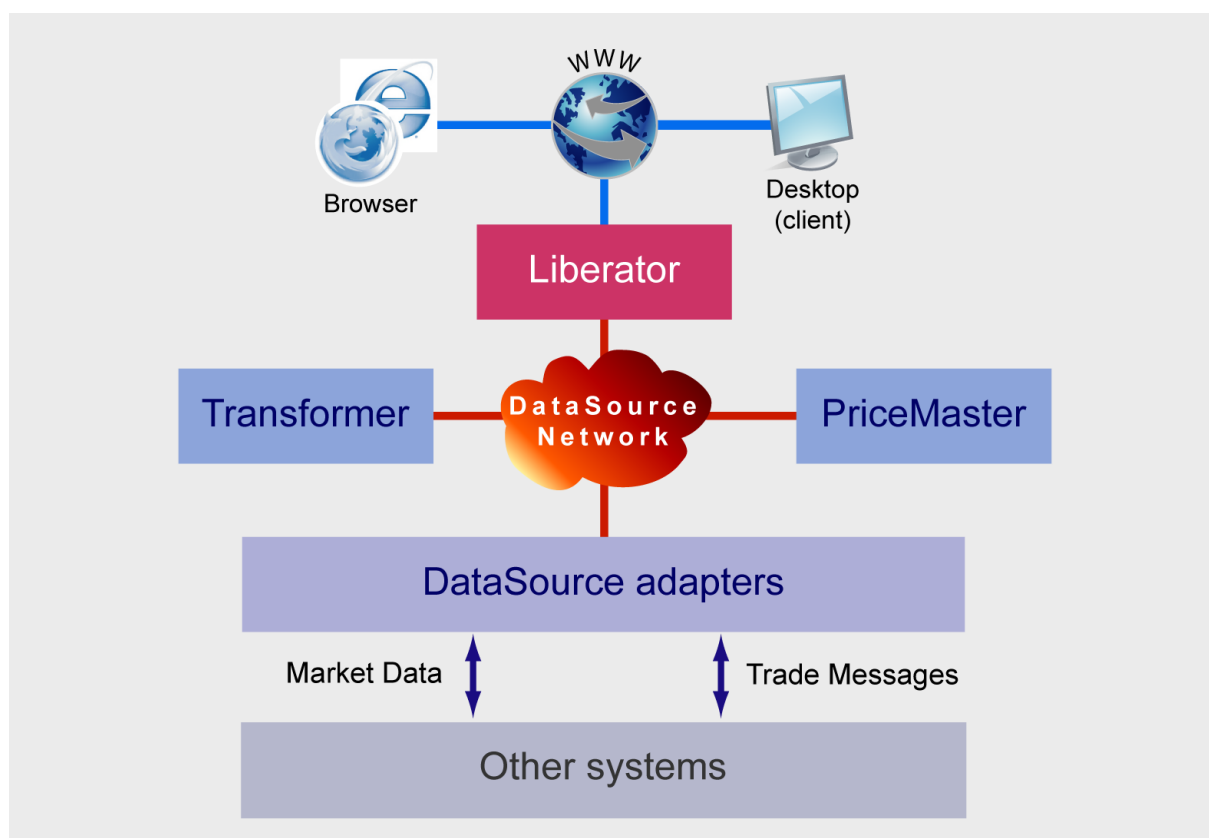 WWW
Browser
Desktop
(client)
Liberator
Transformer
DataSource
Network
PriceMaster
DataSource adapters
Market Data
Trade Messages
Other systems